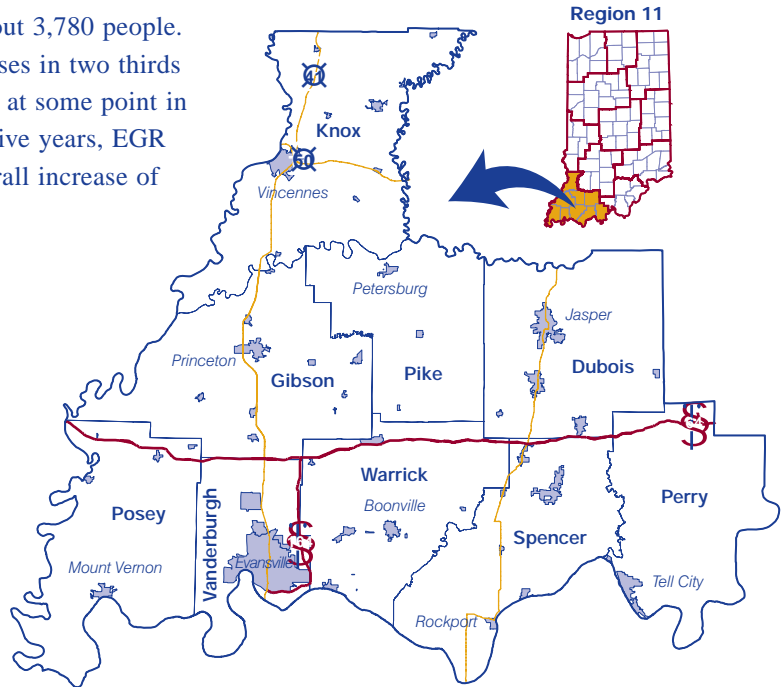 out 3,780 people.
ses in two thirds
at some point in
ive years, EGR
rall increase of
Region 11
41
Knox
60
Vincennes
Petersburg
Jasper
Princeton
Gibson
Pike
Dubois
Warrick
Boonville
Posey
Vanderburgh
Spencer
Perry
Evansville
Mount Vernon
Tell City
Rockport